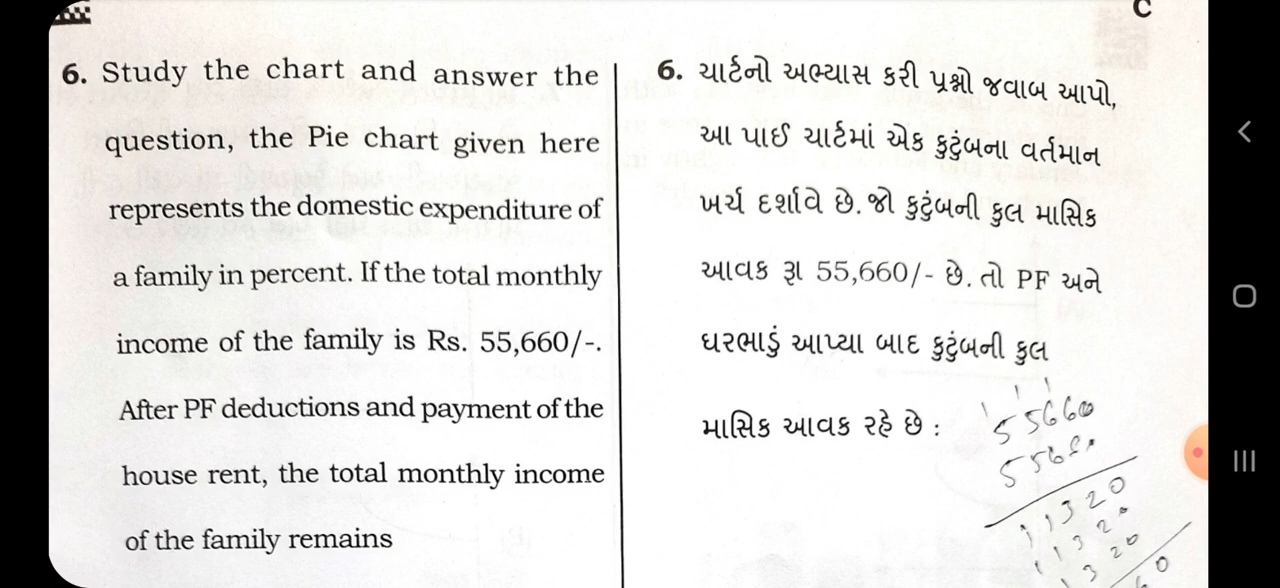 C
6. Study the chart and answer the
question, the Pie chart given here
represents the domestic expenditure of
a family in percent. If the total monthly
income of the family is Rs. 55,660/-.
After PF deductions and payment of the
house rent, the total monthly income
of the family remains
6. ચાર્ટનો અભ્યાસ કરી પ્રશ્નો જવાબ આપો,
આ પાઈ ચાર્ટમાં એક કુટુંબના વર્તમાન
ખર્ચ દર્શાવે છે. જો કુટુંબની કુલ માસિક
આવક રૂા 55,660/- છે. તો PF અને
ઘરભાડું આપ્યા બાદ કુટુંબની કુલ
માસિક આવક રહે છે :
55660
11320